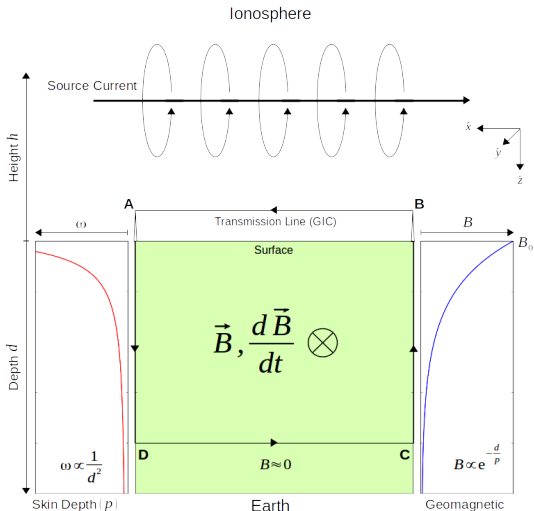 Ionosphere
Source Current
Height h
x̂
ŷ
ẑ
A
B
Transmission Line (GIC)
ω
B
B₀
Surface
B⃗, dB⃗/dt ⊗
Depth d
D
C
ω∝1/d²
B≈0
B∝e^(-d/p)
Skin Depth(p)
Earth
Geomagnetic